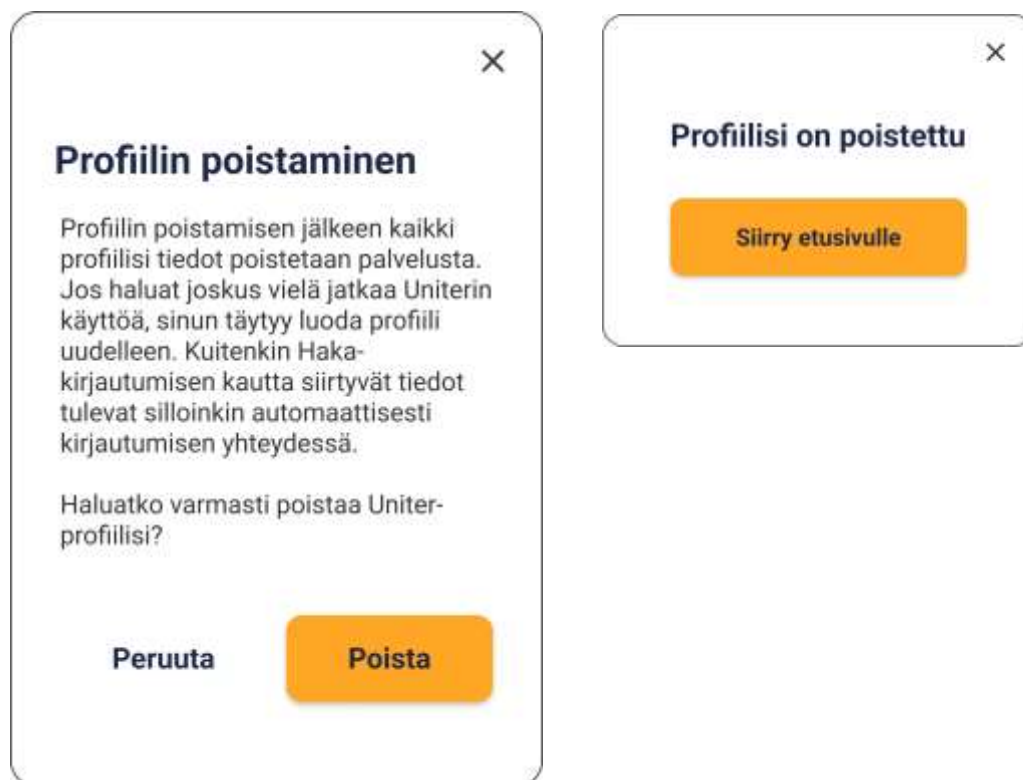 Profiilin poistaminen
Profiilin poistamisen jälkeen kaikki
profiilisi tiedot poistetaan palvelusta.
Jos haluat joskus vielä jatkaa Uniterin
käyttöä, sinun täytyy luoda profiili
uudelleen. Kuitenkin Haka-
kirjautumisen kautta siirtyvät tiedot
tulevat silloinkin automaattisesti
kirjautumisen yhteydessä.
Haluatko varmasti poistaa Uniter-
profiilisi?
Peruuta
Poista
Profiilisi on poistettu
Siirry etusivulle